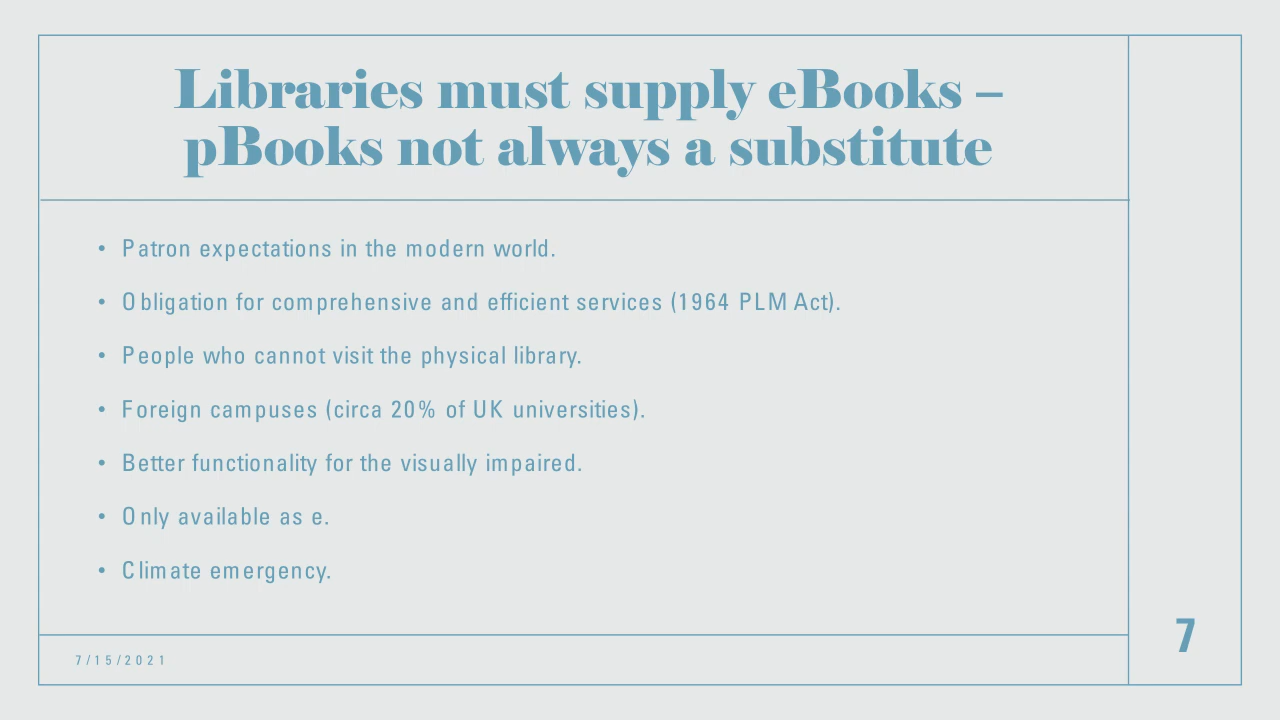 Libraries must supply eBooks –
pBooks not always a substitute
• Patron expectations in the modern world.
• Obligation for comprehensive and efficient services (1964 PLM Act).
• People who cannot visit the physical library.
• Foreign campuses (circa 20% of UK universities).
• Better functionality for the visually impaired.
• Only available as e.
• Climate emergency.
7/15/2021
7